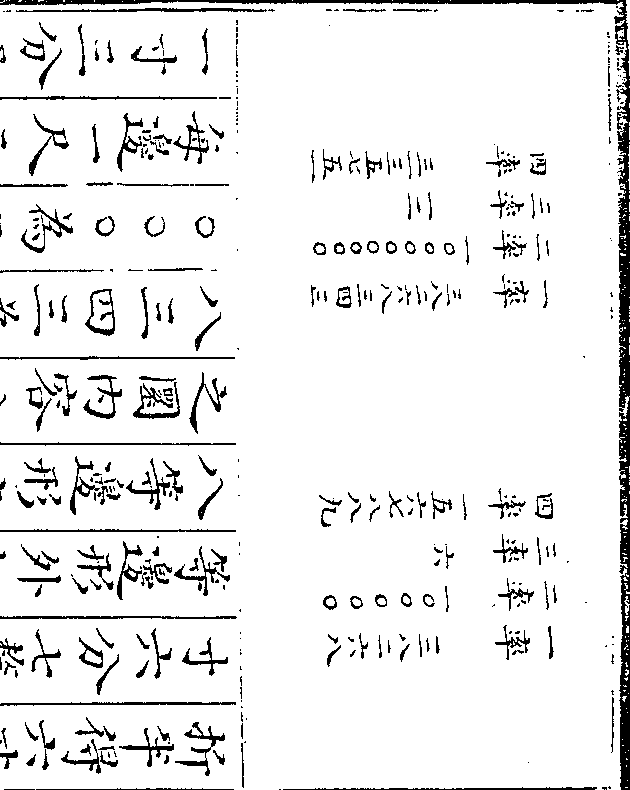 一率 三八二六八
二率 一〇〇〇〇〇
三率 六
四率 一五六七八九
一率 三八二六八三四三
二率 一〇〇〇〇〇〇〇〇
三率 一二
四率 三一三五七五一
折半得六
寸六分七釐
等邊形外
八等邊形
之圜內容
八三四三
〇〇〇為
每邊一尺
一寸三分